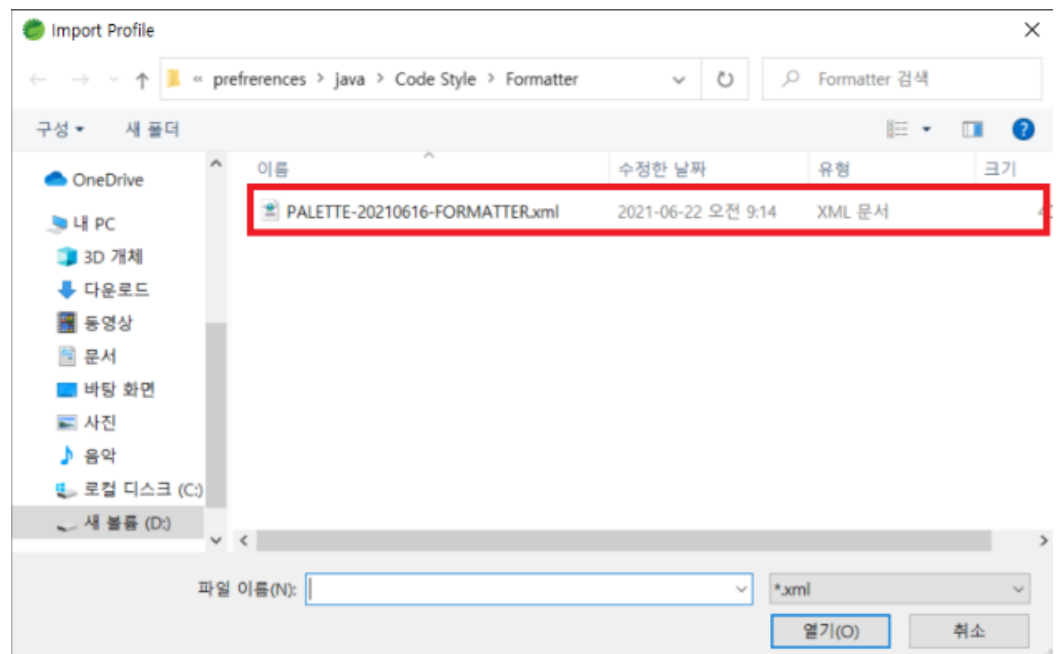 Import Profile
« prefrerences > java > Code Style > Formatter
Formatter 검색
구성
새 폴더
이름
수정한 날짜
유형
크기
PALETTE-20210616-FORMATTER.xml
2021-06-22 오전 9:14
XML 문서
OneDrive
내 PC
3D 개체
다운로드
동영상
문서
바탕 화면
사진
음악
로컬 디스크 (C:)
새 볼륨 (D:)
파일 이름(N):
*.xml
열기(O)
취소